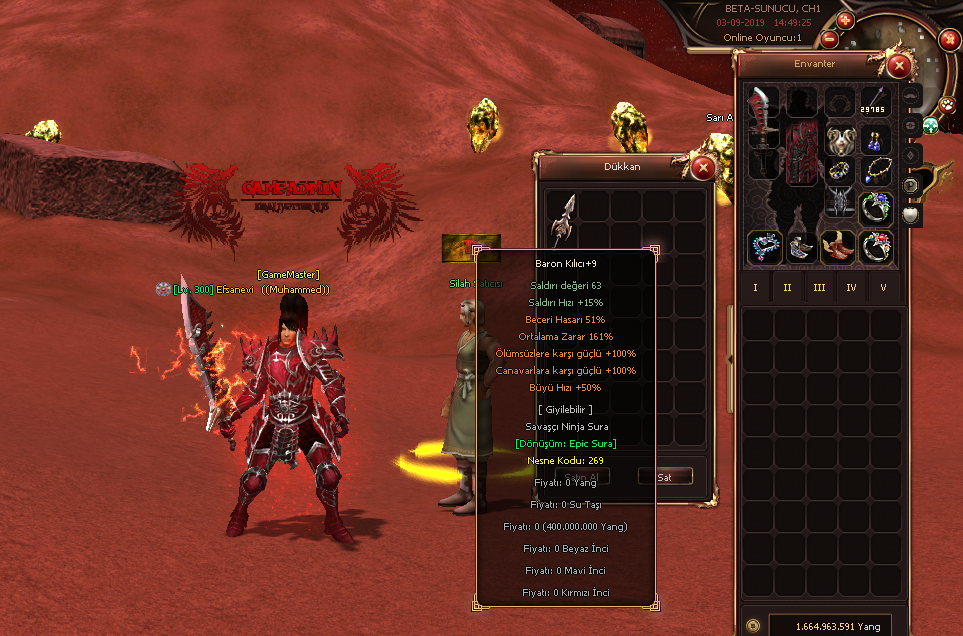 BETA-SUNUCU, CH1
03-09-2019 14:49:25
Online Oyuncu:1
Envanter
29785
Sarı A
Dükkan
GAMEADMIN
[GameMaster]
[Lv. 300] Efsanevi ((Muhammed))
Silah Satıcısı
Baron Kılıcı+9
Saldırı değeri 63
Saldırı Hızı +15%
Beceri Hasarı 51%
Ortalama Zarar 161%
Ölümsüzlere karşı güçlü +100%
Canavarlara karşı güçlü +100%
Büyü Hızı +50%
[ Giyilebilir ]
Savaşçı Ninja Sura
[Dönüşüm: Epic Sura]
Nesne Kodu: 269
Fiyatı: 0 Yang
Fiyatı: 0 Su Taşı
Fiyatı: 0 (400.000.000 Yang)
Fiyatı: 0 Beyaz İnci
Fiyatı: 0 Mavi İnci
Fiyatı: 0 Kırmızı İnci
Satın Al
Sat
I II III IV V
1.664.963.591 Yang